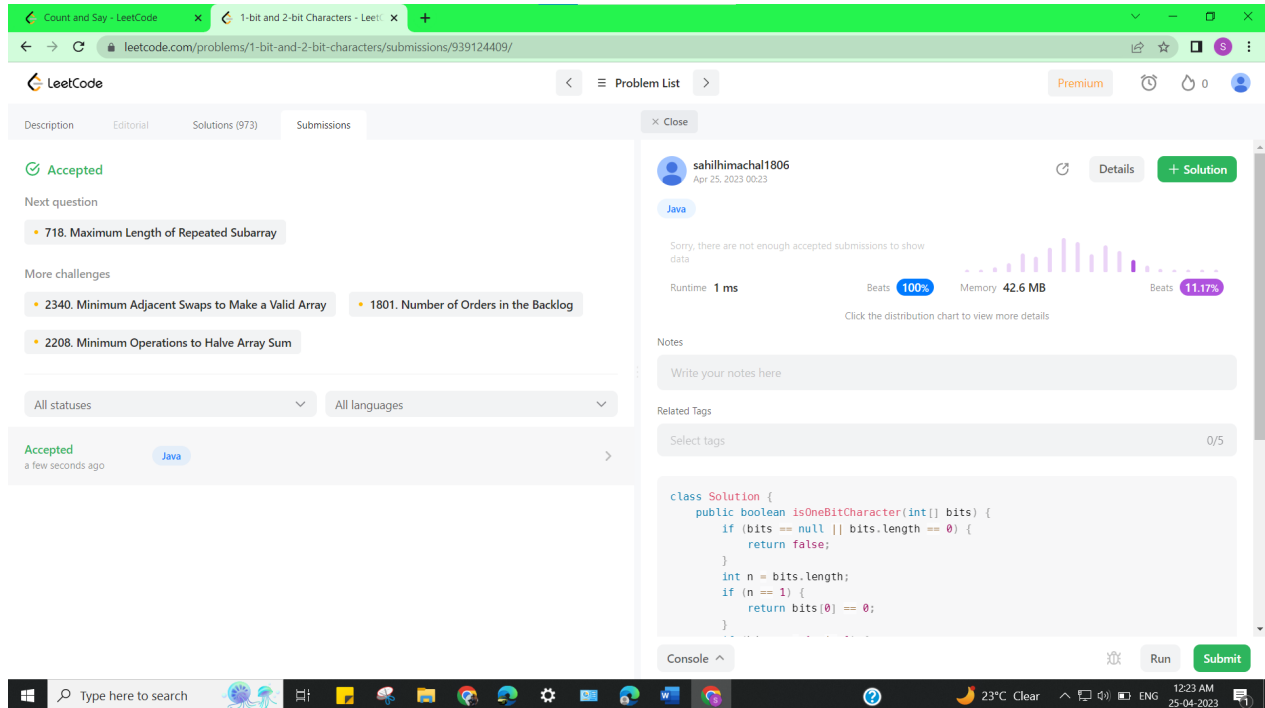 Count and Say - LeetCode
1-bit and 2-bit Characters - Leet
leetcode.com/problems/1-bit-and-2-bit-characters/submissions/939124409/
S
LeetCode
Problem List
Premium
0
Description
Editorial
Solutions (973)
Submissions
× Close
Accepted
Next question
718. Maximum Length of Repeated Subarray
More challenges
2340. Minimum Adjacent Swaps to Make a Valid Array
1801. Number of Orders in the Backlog
2208. Minimum Operations to Halve Array Sum
All statuses
All languages
Accepted
a few seconds ago
Java
sahilhimachal1806
Apr 25, 2023 00:23
Details
+ Solution
Java
Sorry, there are not enough accepted submissions to show
data
Runtime 1 ms
Beats 100%
Memory 42.6 MB
Beats 11.17%
Click the distribution chart to view more details
Notes
Write your notes here
Related Tags
Select tags
0/5
class Solution {
public boolean isOneBitCharacter(int[] bits) {
if (bits == null || bits.length == 0) {
return false;
}
int n = bits.length;
if (n == 1) {
return bits[0] == 0;
}
Console
Run
Submit
Type here to search
23°C Clear
ENG
12:23 AM
25-04-2023